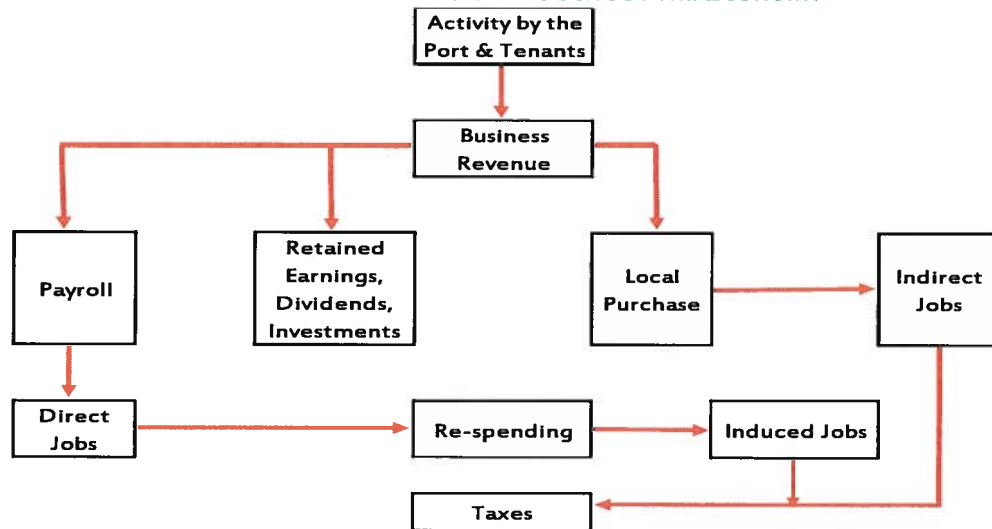 Activity by the
Port & Tenants
Business
Revenue
Payroll
Retained
Earnings,
Dividends,
Investments
Local
Purchase
Indirect
Jobs
Direct
Jobs
Re-spending
Induced Jobs
Taxes